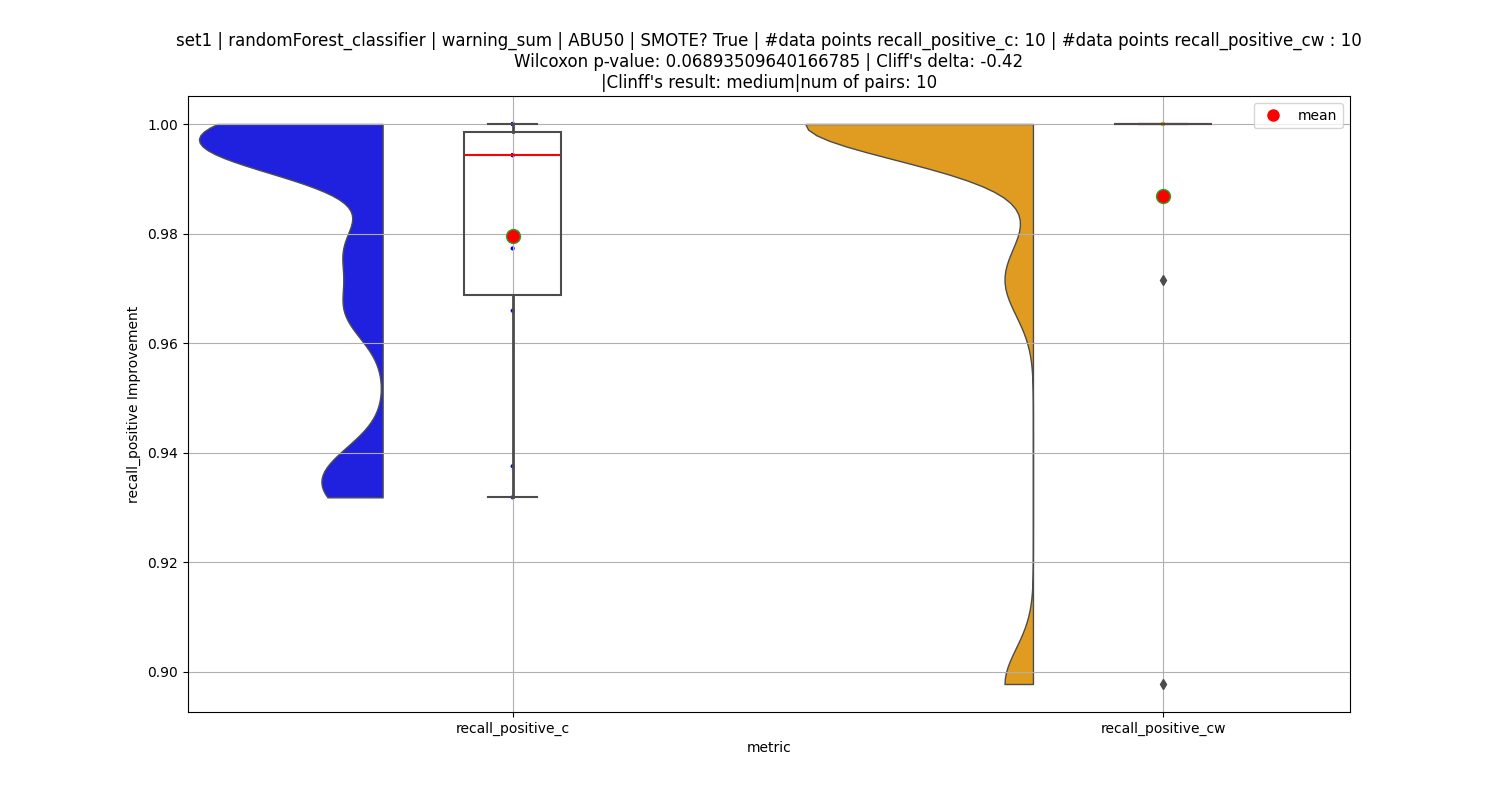 set1 | randomForest_classifier | warning_sum | ABU50 | SMOTE? True | #data points recall_positive_c: 10 | #data points recall_positive_cw : 10
Wilcoxon p-value: 0.06893509640166785 | Cliff's delta: -0.42
|Clinff's result: medium|num of pairs: 10
mean
1.00
0.98
0.96
0.94
0.92
0.90
recall_positive Improvement
recall_positive_c
recall_positive_cw
metric